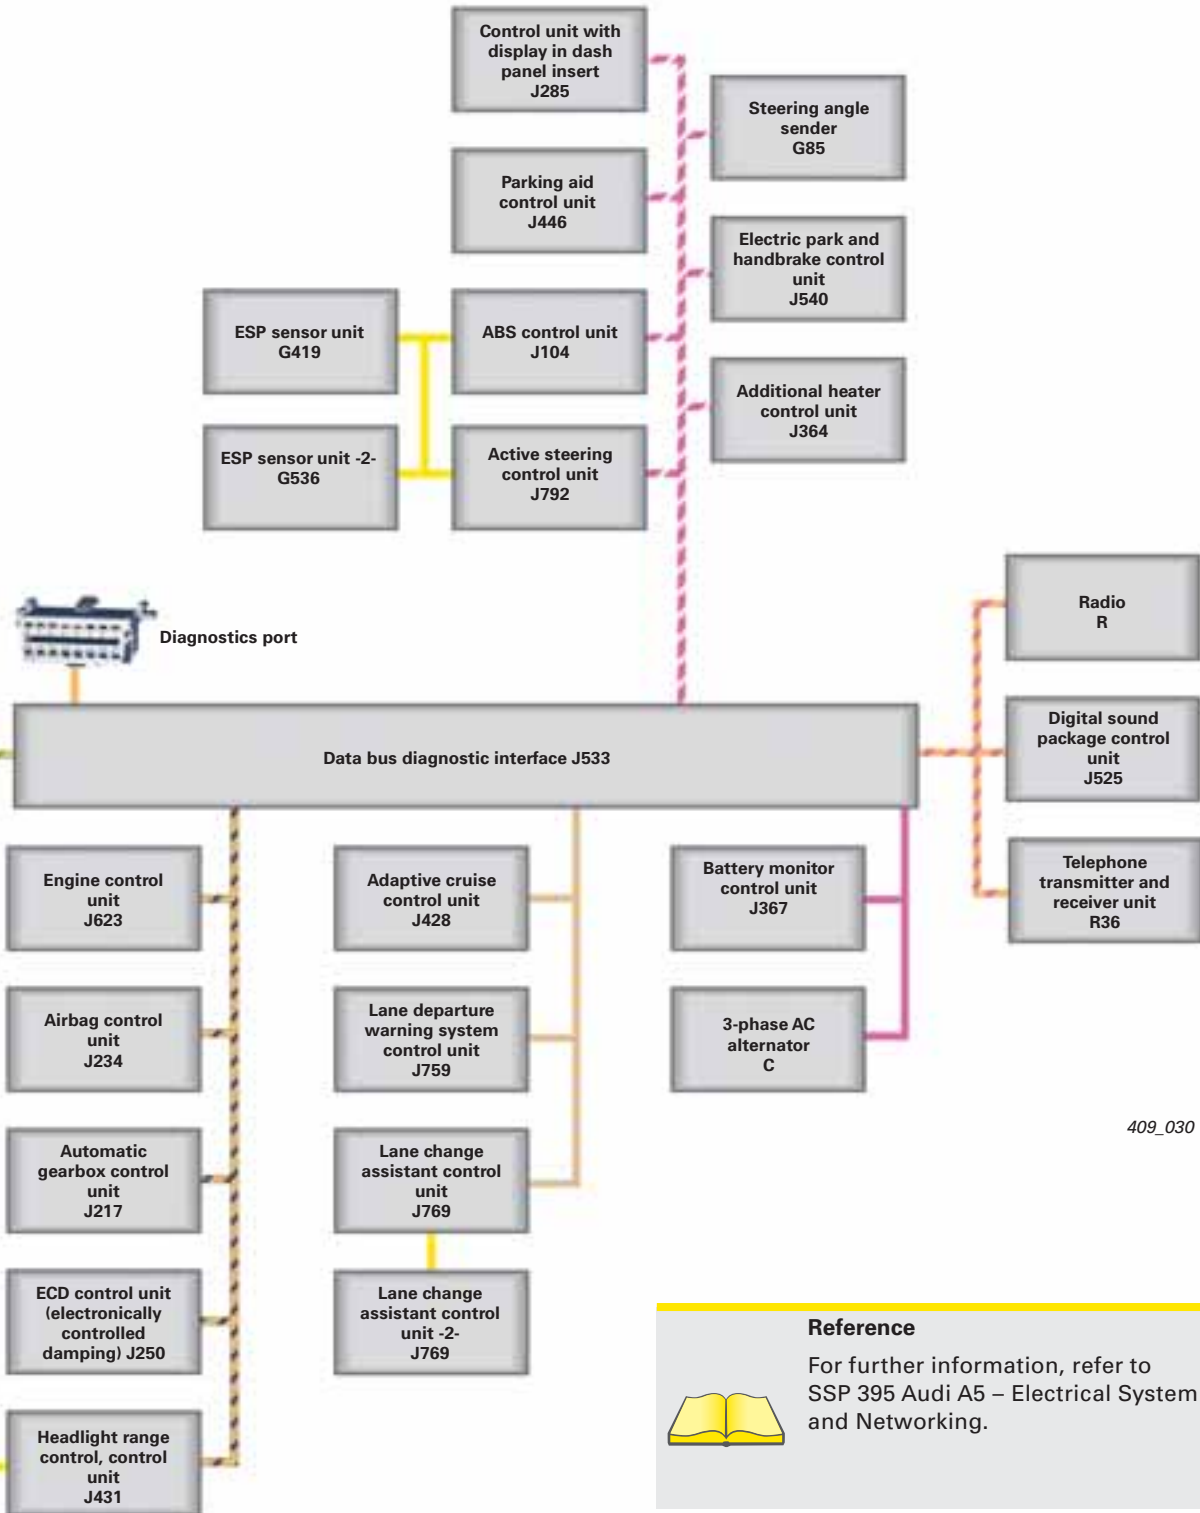 Control unit with
display in dash
panel insert
J285
Steering angle
sender
G85
Parking aid
control unit
J446
Electric park and
handbrake control
unit
J540
ESP sensor unit
G419
ABS control unit
J104
Additional heater
control unit
J364
ESP sensor unit -2-
G536
Active steering
control unit
J792
Diagnostics port
Radio
R
Data bus diagnostic interface J533
Digital sound
package control
unit
J525
Telephone
transmitter and
receiver unit
R36
Engine control
unit
J623
Adaptive cruise
control unit
J428
Battery monitor
control unit
J367
Airbag control
unit
J234
Lane departure
warning system
control unit
J759
3-phase AC
alternator
C
409_030
Automatic
gearbox control
unit
J217
Lane change
assistant control
unit
J769
ECD control unit
(electronically
controlled
damping) J250
Lane change
assistant control
unit -2-
J769
Headlight range
control, control
unit
J431
Reference
For further information, refer to
SSP 395 Audi A5 – Electrical System
and Networking.